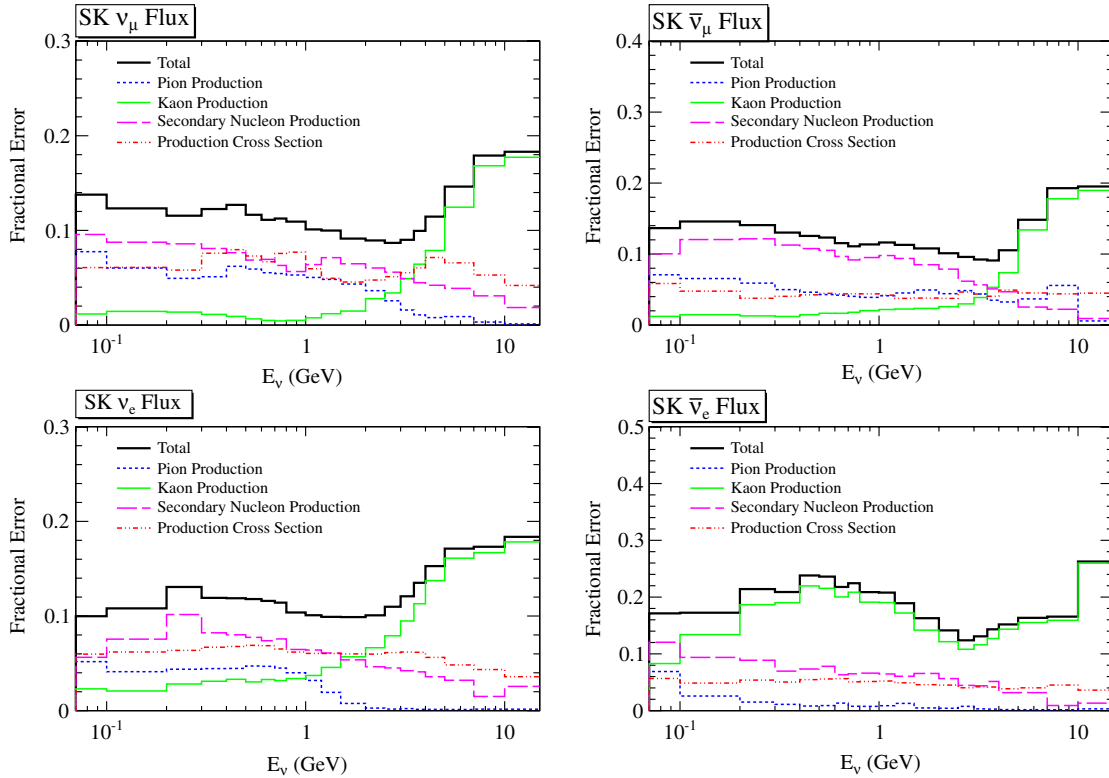 SK ν_μ Flux
0.3
0.2
0.1
0
Fractional Error
Total
Pion Production
Kaon Production
Secondary Nucleon Production
Production Cross Section
10⁻¹ 1 10
E_ν (GeV)
SK ν̄_μ Flux
0.4
0.3
0.2
0.1
0
Fractional Error
Total
Pion Production
Kaon Production
Secondary Nucleon Production
Production Cross Section
10⁻¹ 1 10
E_ν (GeV)
SK ν_e Flux
0.3
0.2
0.1
0
Fractional Error
Total
Pion Production
Kaon Production
Secondary Nucleon Production
Production Cross Section
10⁻¹ 1 10
E_ν (GeV)
SK ν̄_e Flux
0.5
0.4
0.3
0.2
0.1
0
Fractional Error
Total
Pion Production
Kaon Production
Secondary Nucleon Production
Production Cross Section
10⁻¹ 1 10
E_ν (GeV)